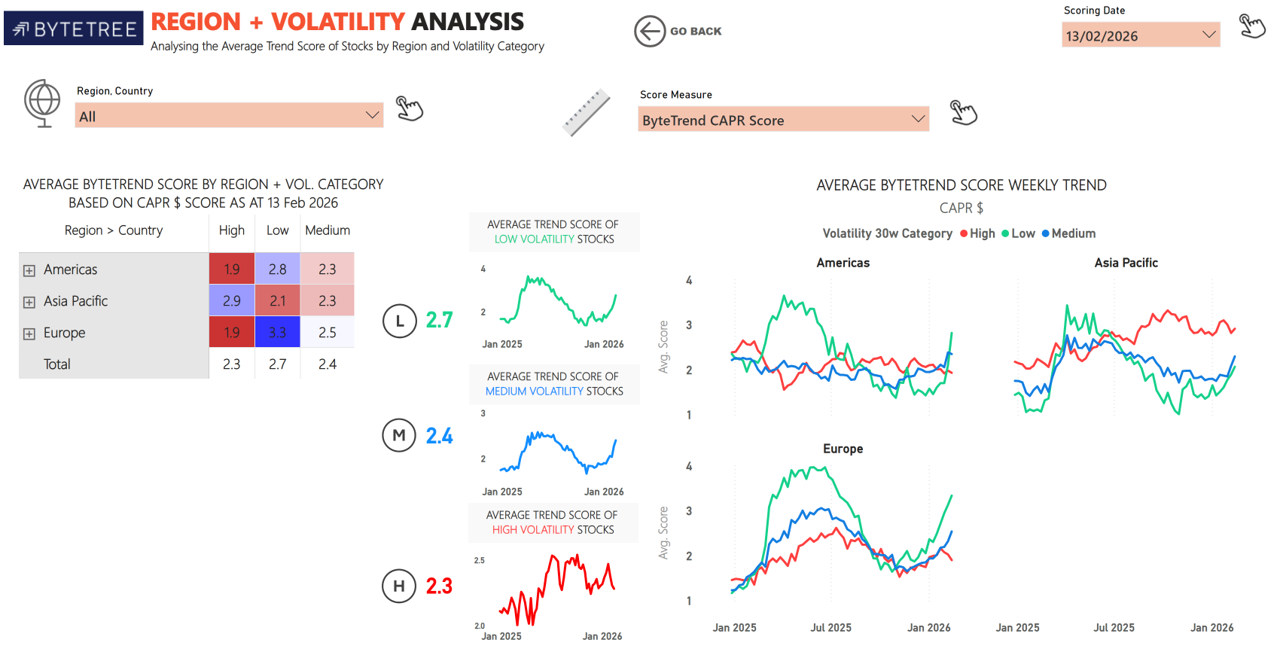 BYTETREE
REGION + VOLATILITY ANALYSIS
Analysing the Average Trend Score of Stocks by Region and Volatility Category
GO BACK
Scoring Date
13/02/2026
Region, Country
All
Score Measure
ByteTrend CAPR Score
AVERAGE BYTETREND SCORE BY REGION + VOL. CATEGORY
BASED ON CAPR $ SCORE AS AT 13 Feb 2026
Region > Country High Low Medium
Americas 1.9 2.8 2.3
Asia Pacific 2.9 2.1 2.3
Europe 1.9 3.3 2.5
Total 2.3 2.7 2.4
L 2.7
AVERAGE TREND SCORE OF
LOW VOLATILITY STOCKS
4
2
Jan 2025 Jan 2026
M 2.4
AVERAGE TREND SCORE OF
MEDIUM VOLATILITY STOCKS
3
2
Jan 2025 Jan 2026
H 2.3
AVERAGE TREND SCORE OF
HIGH VOLATILITY STOCKS
2.5
2.0
Jan 2025 Jan 2026
AVERAGE BYTETREND SCORE WEEKLY TREND
CAPR $
Volatility 30w Category High Low Medium
Americas Asia Pacific
Avg. Score
4
3
2
1
Europe
Avg. Score
4
3
2
1
Jan 2025 Jul 2025 Jan 2026 Jan 2025 Jul 2025 Jan 2026